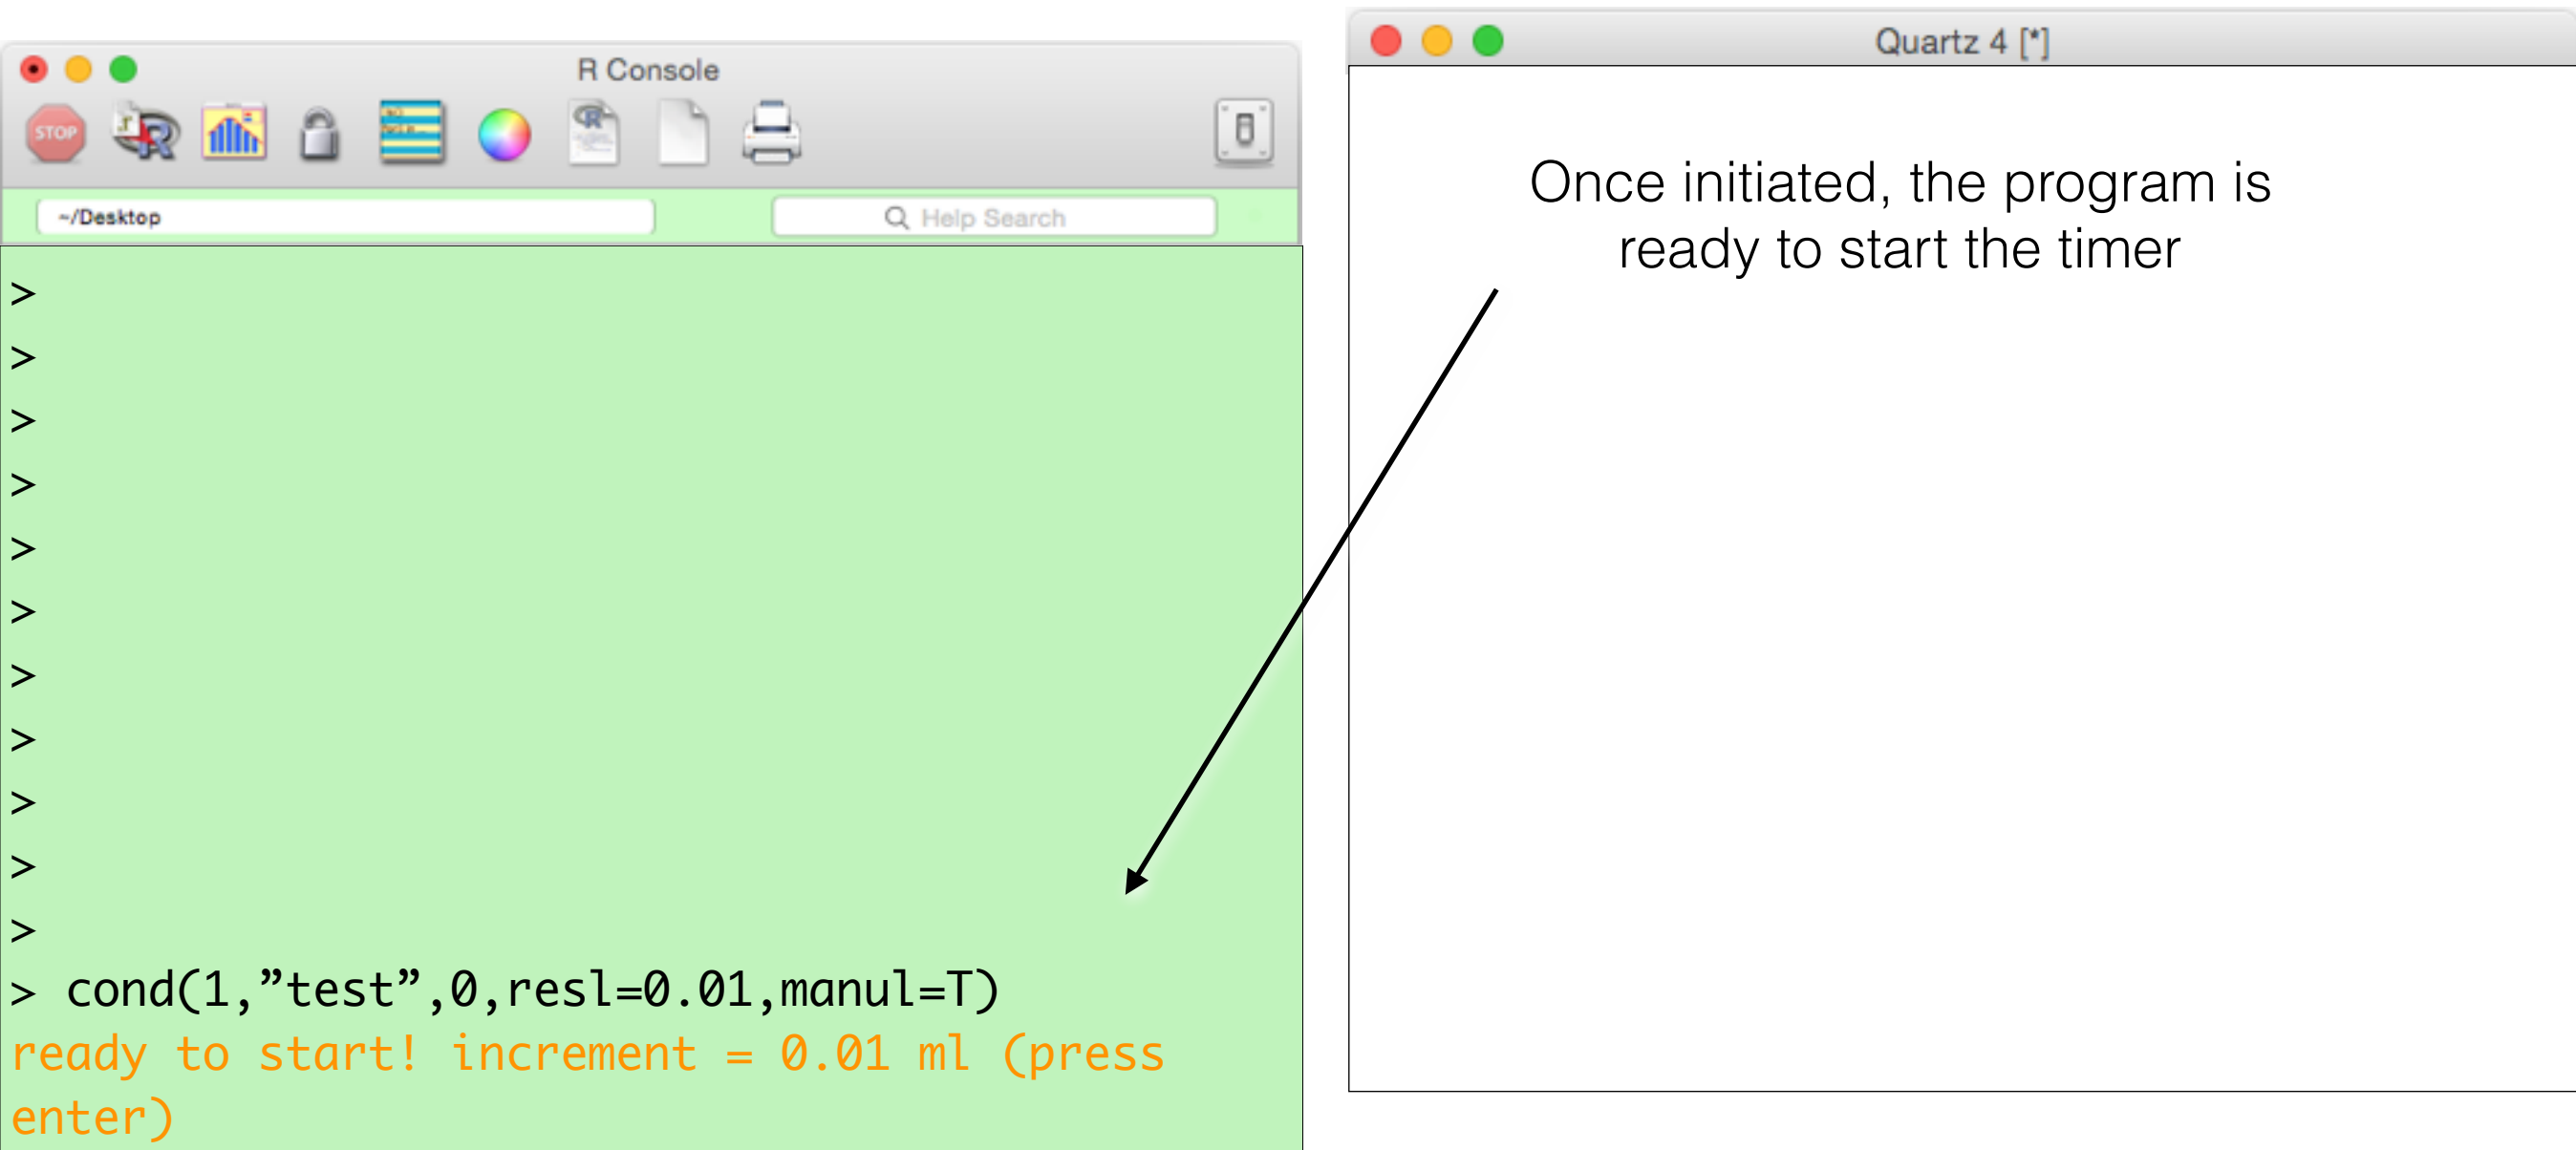 R Console
STOP
~/Desktop
Help Search
>
>
>
>
>
>
>
>
>
>
>
> cond(1,”test”,0,resl=0.01,manul=T)
ready to start! increment = 0.01 ml (press
enter)
Quartz 4 [*]
Once initiated, the program is
ready to start the timer